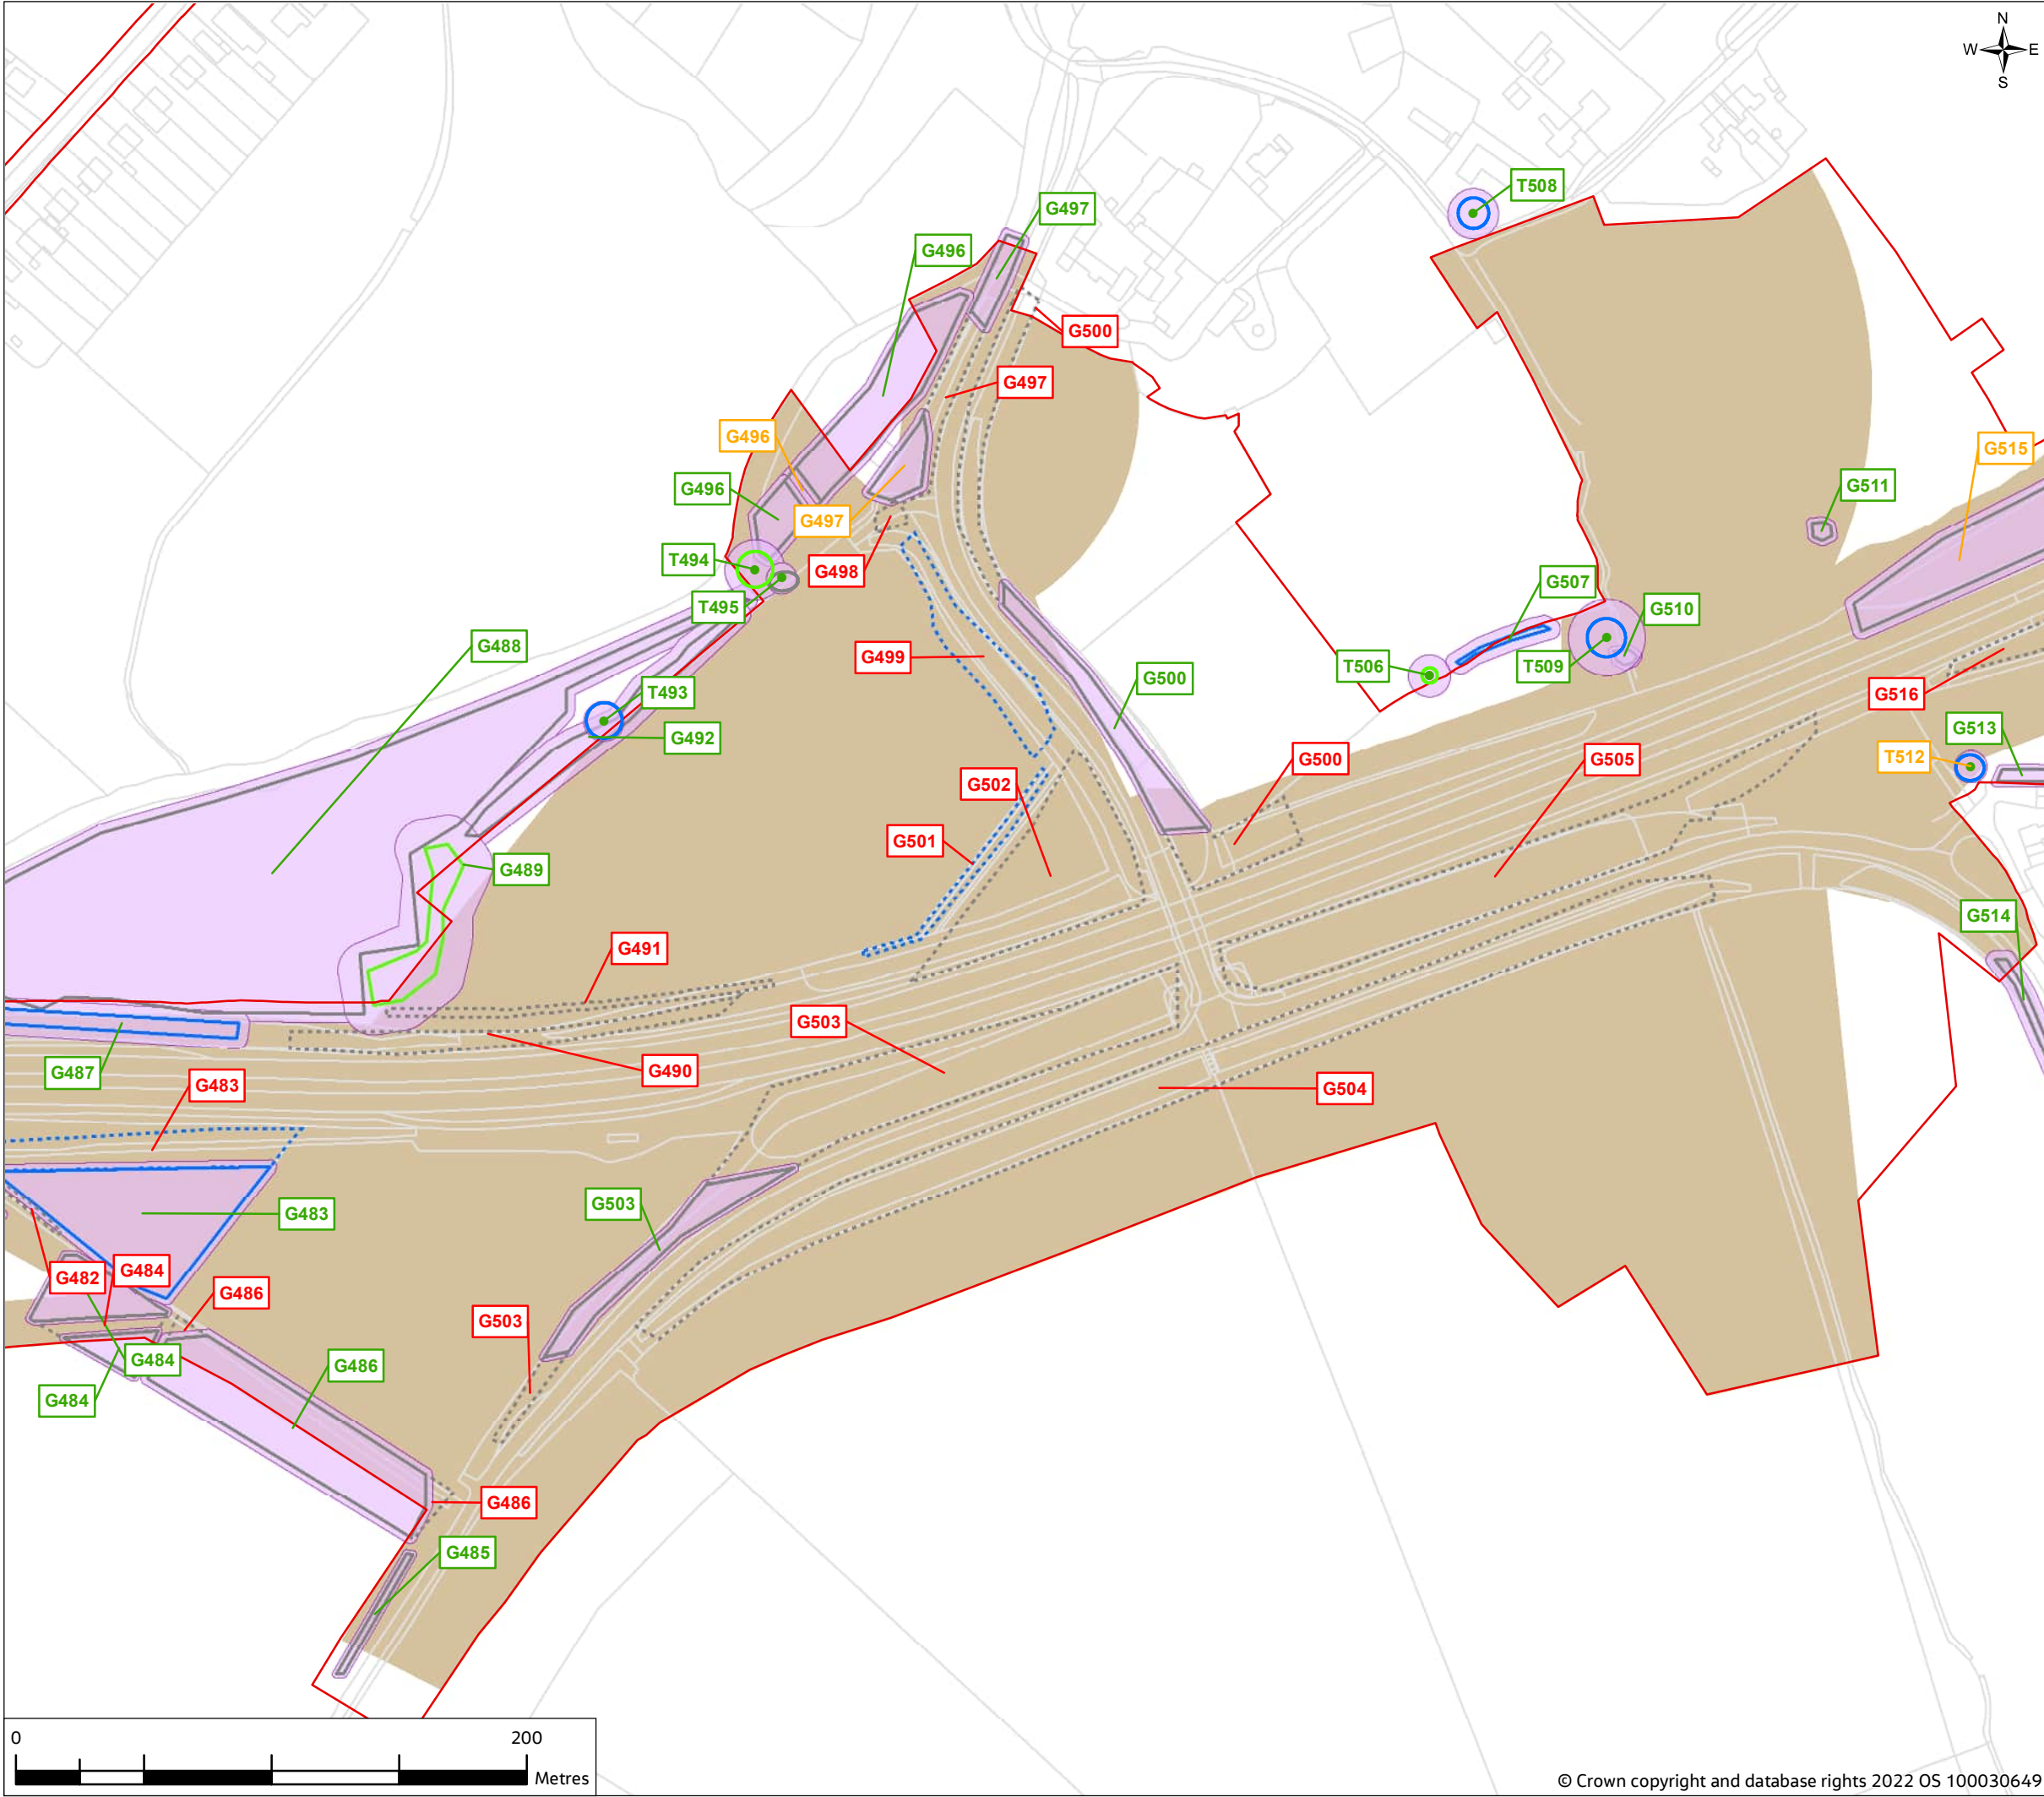 N
W E
S
T508
G497
G496
G500
G497
G496
G515
G496
G511
G497
T494
G498
G507
T495
G510
G488
G499
T506
T509
G500
T493
G516
G492
G513
G500
G505
T512
G502
G501
G489
G514
G491
G503
G490
G487
G483
G504
G503
G483
G482
G484
G486
G503
G484
G486
G484
G486
G485
0 200
Metres
© Crown copyright and database rights 2022 OS 100030649